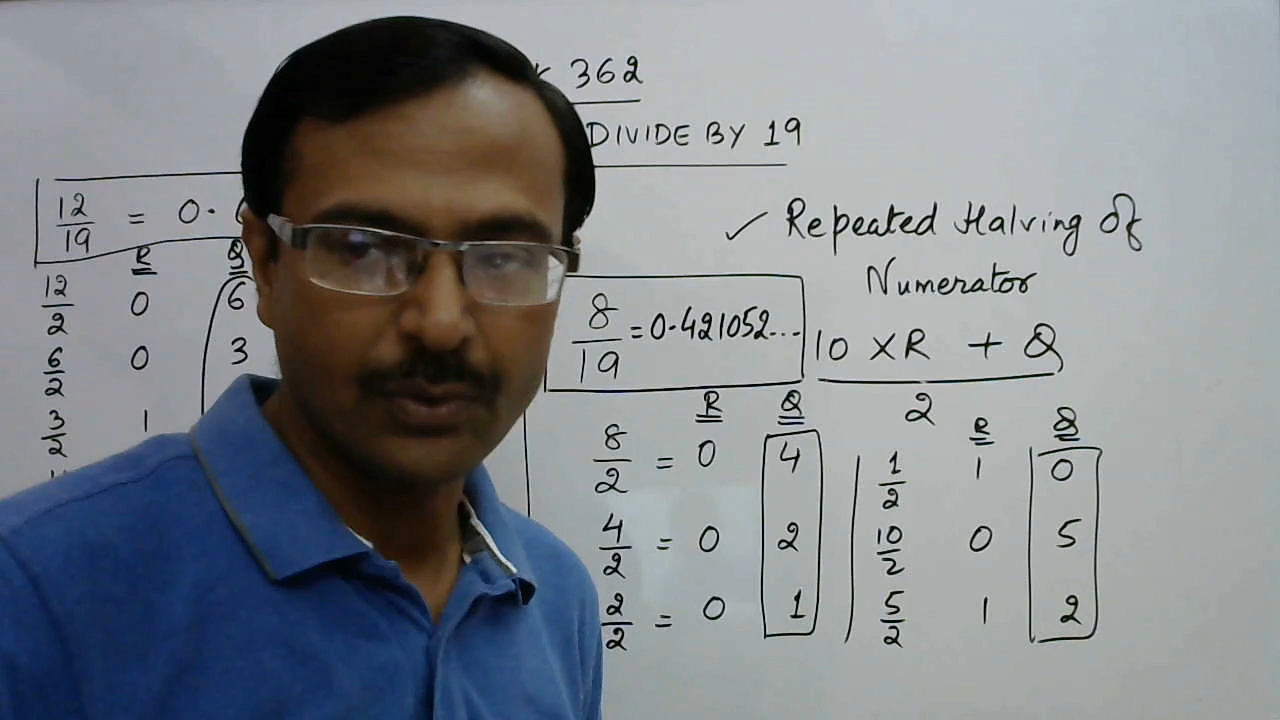 362
DIVIDE BY 19
12/19 = 0.
✓ Repeated Halving of
Numerator
8/19 = 0.421052...
(10 X R + Q)/2
R Q
12/2 0 6
6/2 0 3
3/2 1
R Q
8/2 = 0 4
4/2 = 0 2
2/2 = 0 1
R Q
1/2 1 0
10/2 0 5
5/2 1 2